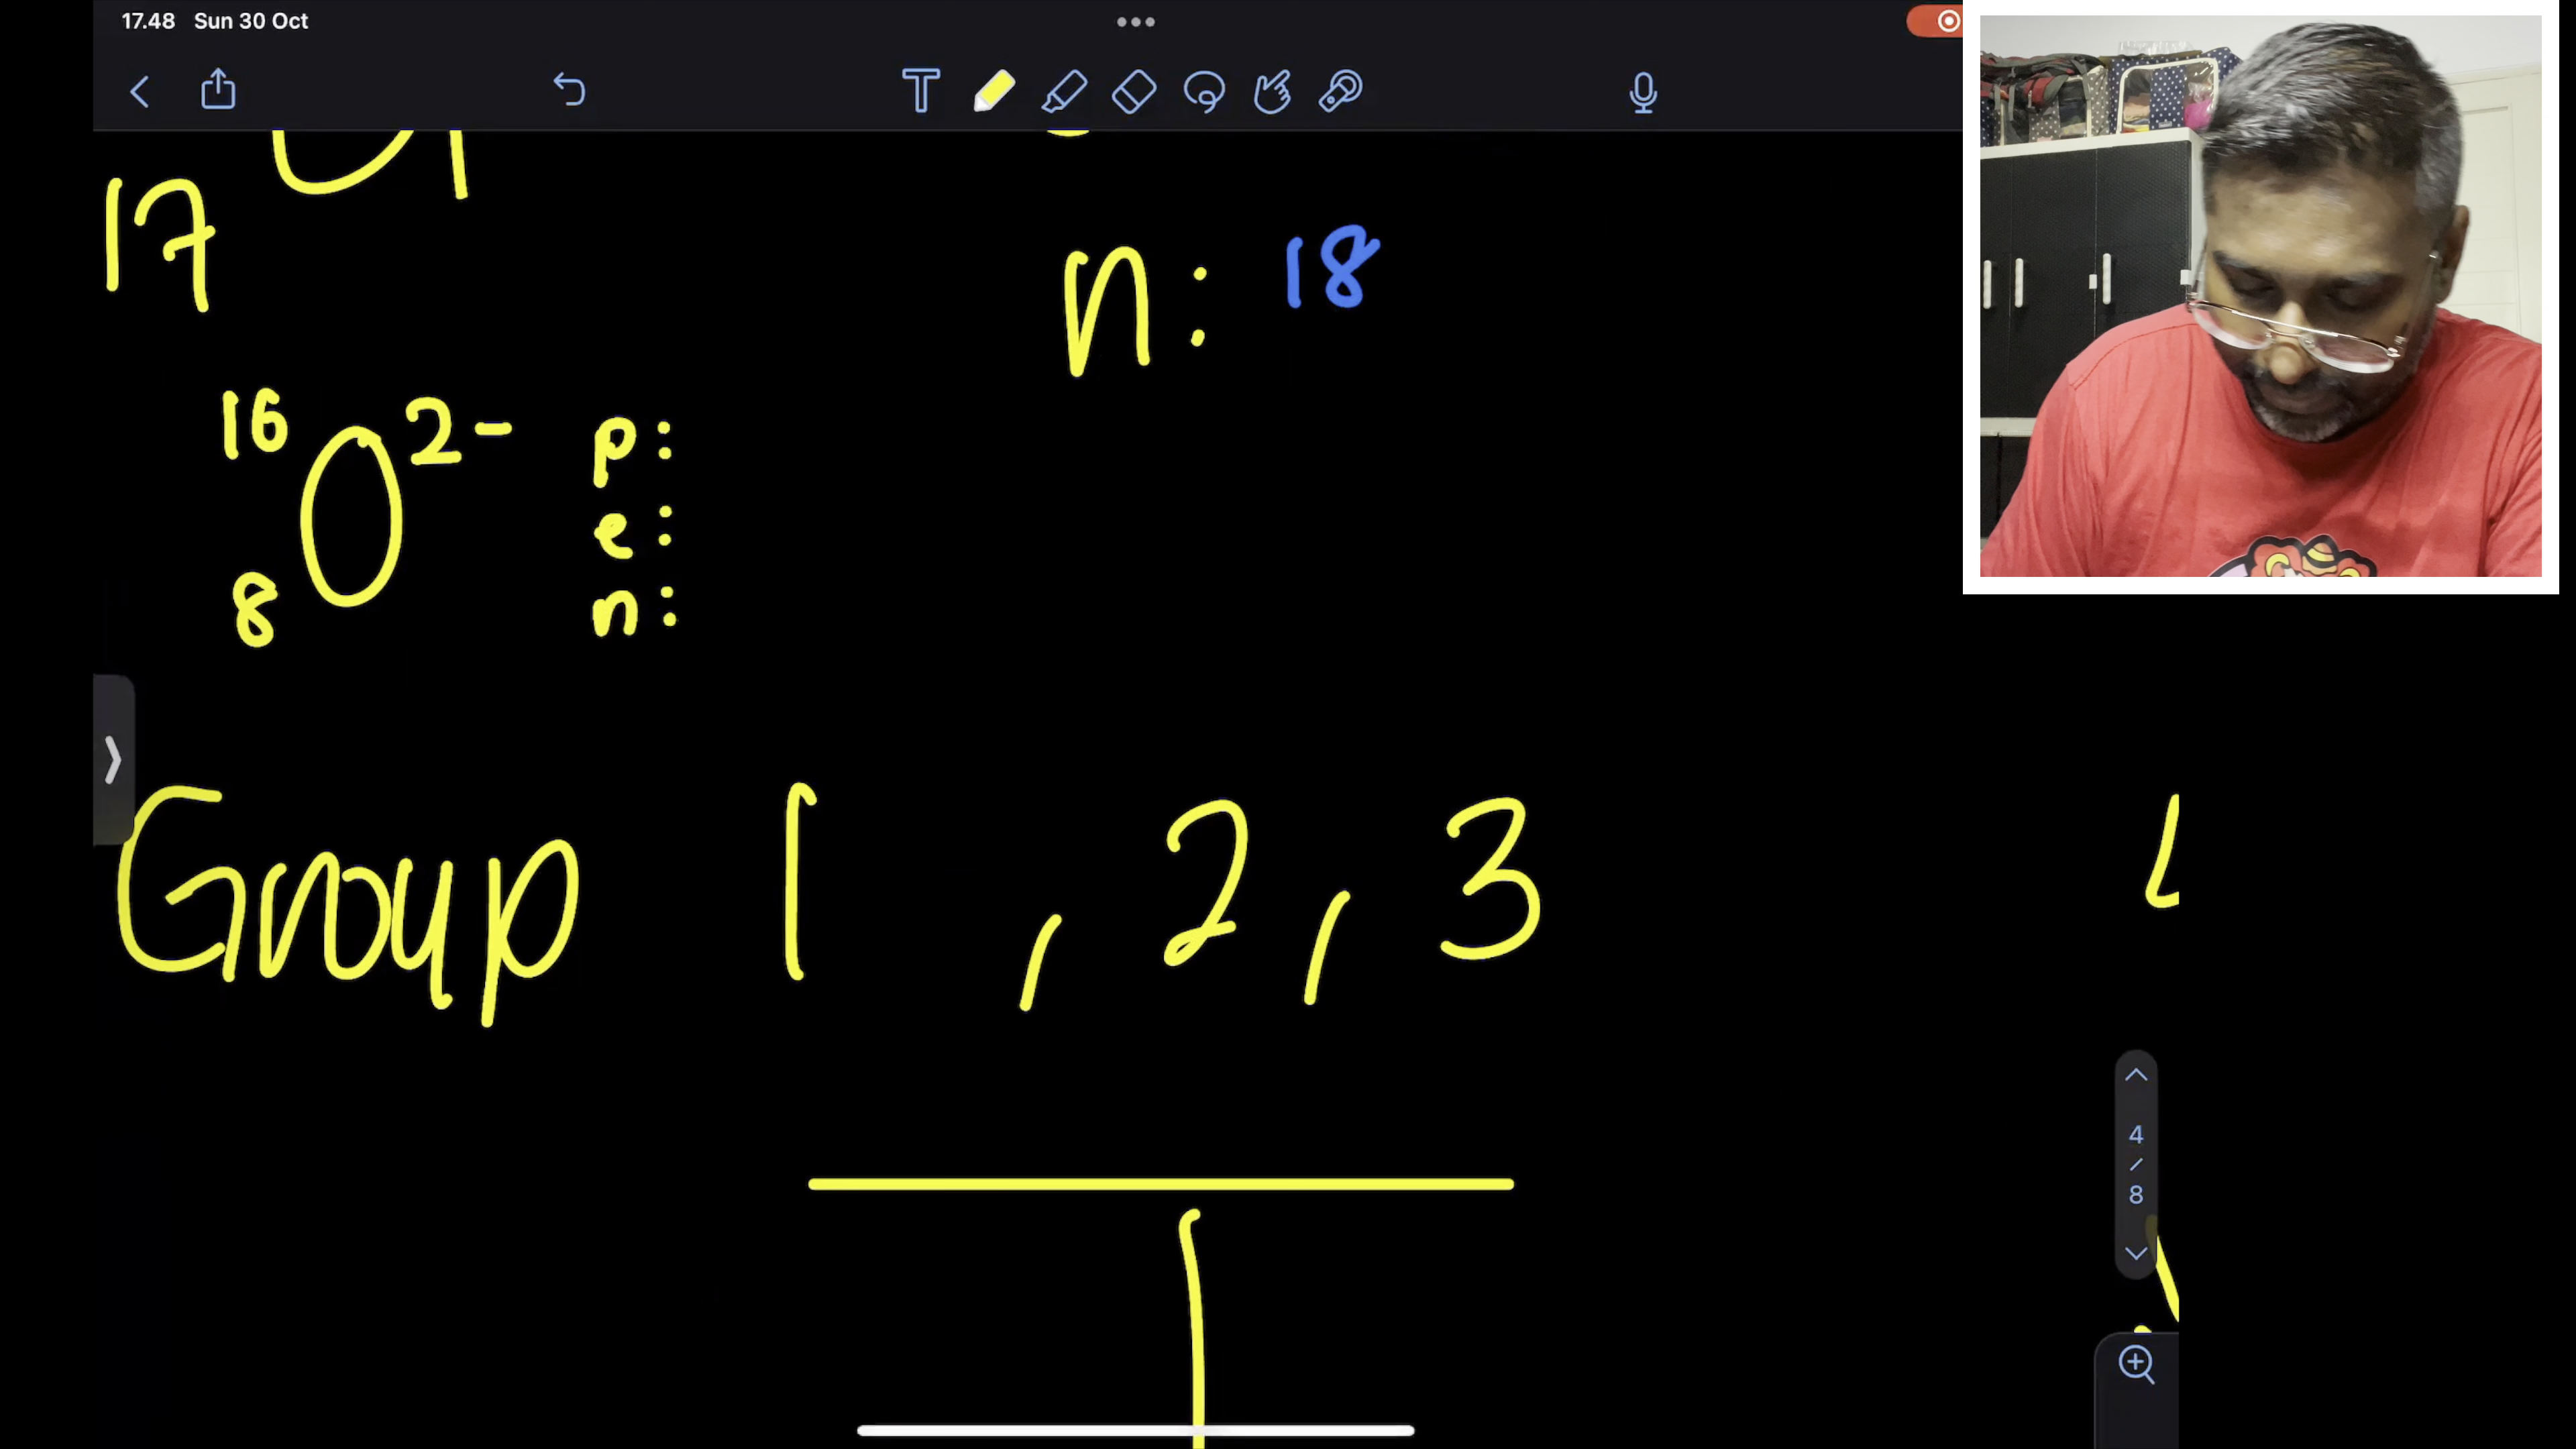 17.48 Sun 30 Oct
17
n: 18
16 O 2- p:
e:
8 n:
Group 1, 2, 3
4
/
8